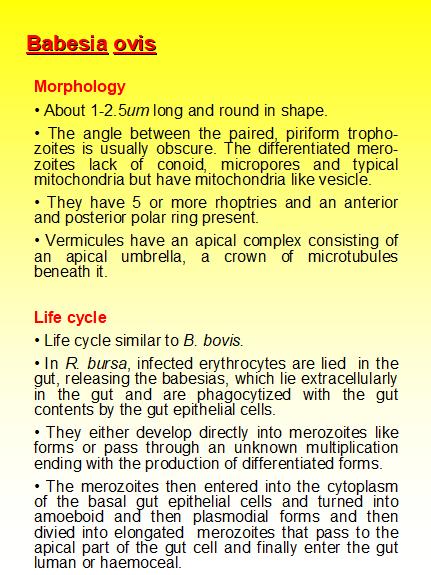 Babesia ovis
Morphology
• About 1-2.5um long and round in shape.
• The angle between the paired, piriform tropho-
zoites is usually obscure. The differentiated mero-
zoites lack of conoid, micropores and typical
mitochondria but have mitochondria like vesicle.
• They have 5 or more rhoptries and an anterior
and posterior polar ring present.
• Vermicules have an apical complex consisting of
an apical umbrella, a crown of microtubules
beneath it.
Life cycle
• Life cycle similar to B. bovis.
• In R. bursa, infected erythrocytes are lied in the
gut, releasing the babesias, which lie extracellularly
in the gut and are phagocytized with the gut
contents by the gut epithelial cells.
• They either develop directly into merozoites like
forms or pass through an unknown multiplication
ending with the production of differentiated forms.
• The merozoites then entered into the cytoplasm
of the basal gut epithelial cells and turned into
amoeboid and then plasmodial forms and then
divied into elongated merozoites that pass to the
apical part of the gut cell and finally enter the gut
luman or haemoceal.